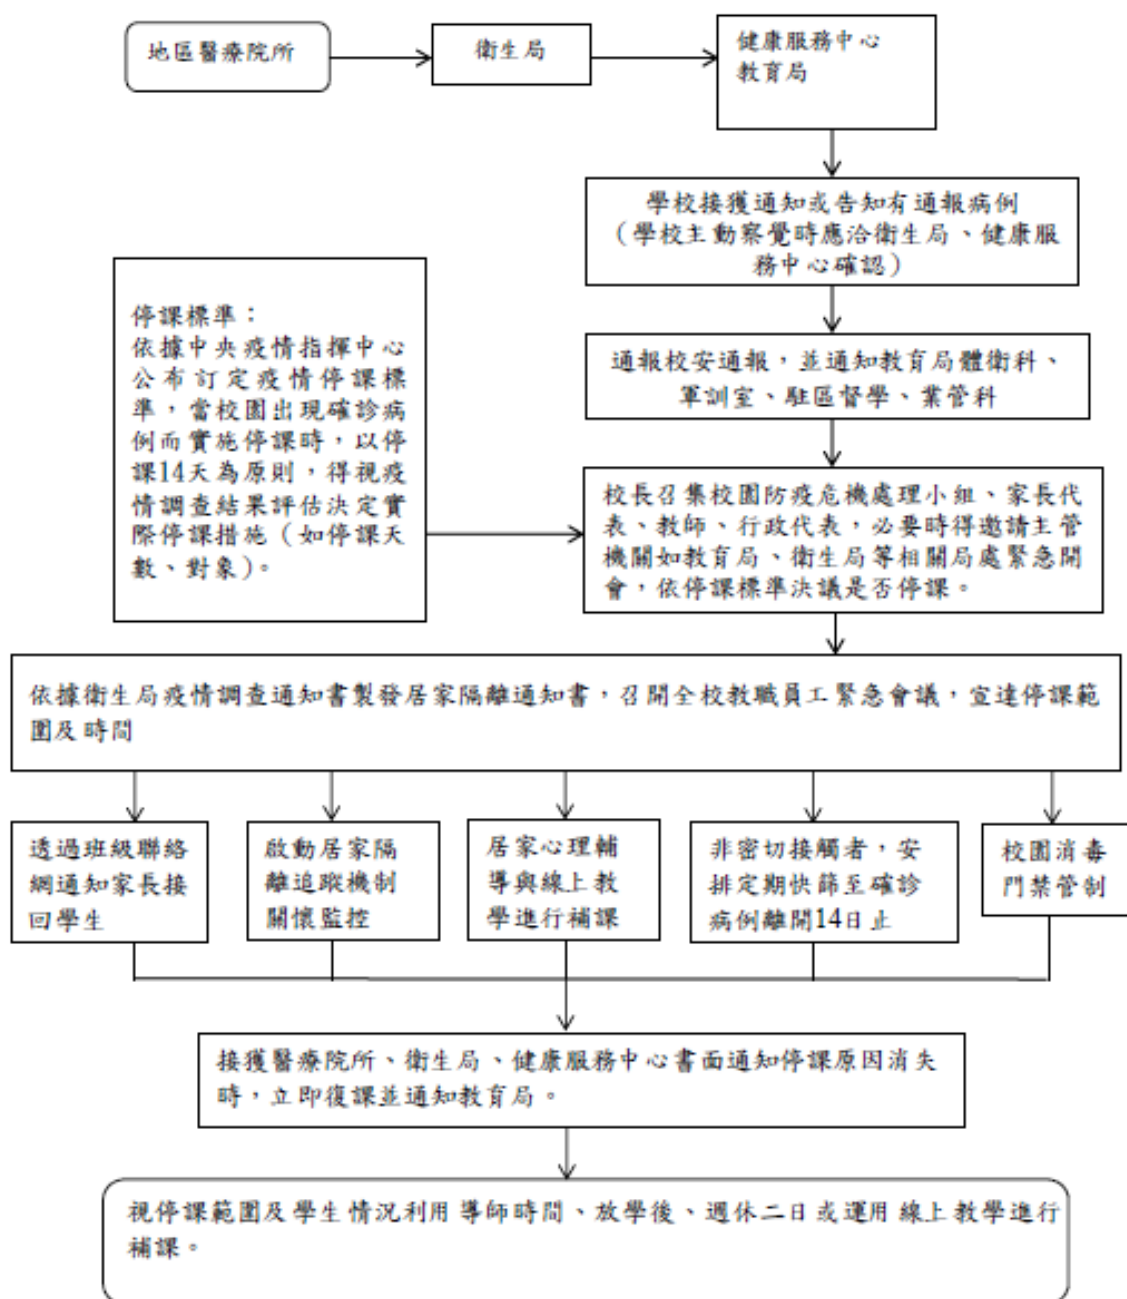 地區醫療院所
衛生局
健康服務中心
教育局
學校接獲通知或告知有通報病例
(學校主動察覺時應洽衛生局、健康服
務中心確認)
停課標準：
依據中央疫情指揮中心
公布訂定疫情停課標
準，當校園出現確診病
例而實施停課時，以停
課14天為原則，得視疫
情調查結果評估決定實
際停課措施（如停課天
數、對象)。
通報校安通報，並通知教育局體衛科、
軍訓室、駐區督學、業管科
校長召集校園防疫危機處理小組、家長代
表、教師、行政代表，必要時得邀請主管
機關如教育局、衛生局等相關局處緊急開
會，依停課標準決議是否停課。
依據衛生局疫情調查通知書製發居家隔離通知書，召開全校教職員工緊急會議，宣達停課範
圍及時間
透過班級聯絡
網通知家長接
回學生
啟動居家隔
離追蹤機制
關懷監控
居家心理輔
導與線上教
學進行補課
非密切接觸者，安
排定期快篩至確診
病例離開14日止
校園消毒
門禁管制
接獲醫療院所、衛生局、健康服務中心書面通知停課原因消失
時，立即復課並通知教育局。
視停課範圍及學生情況利用導師時間、放學後、週休二日或運用線上教學進行
補課。